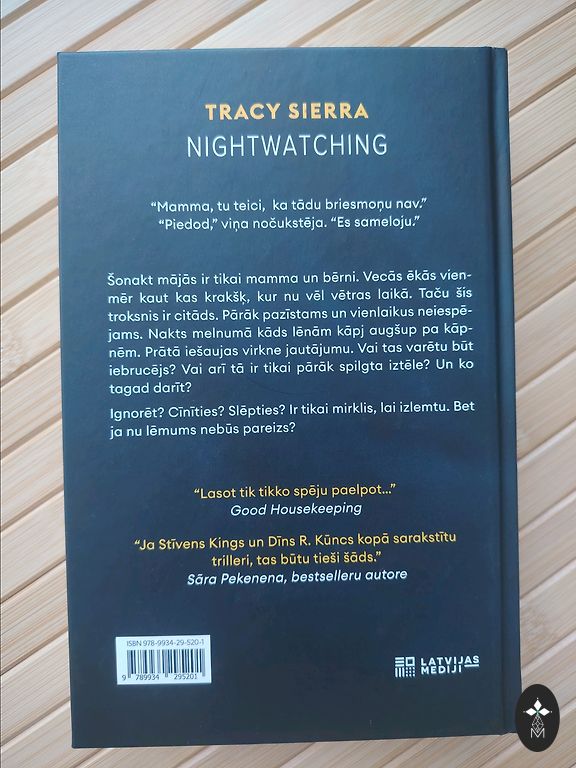 TRACY SIERRA
NIGHTWATCHING
“Mamma, tu teici, ka tādu briesmoņu nav.”
“Piedod,” viņa nočukstēja. “Es sameloju.”
Šonakt mājās ir tikai mamma un bērni. Vecās ēkās vien-
mēr kaut kas krakšķ, kur nu vēl vētras laikā. Taču šis
troksnis ir citāds. Pārāk pazīstams un vienlaikus neiespē-
jams. Nakts melnumā kāds lēnām kāpj augšup pa kāp-
nēm. Prātā iešaujas virkne jautājumu. Vai tas varētu būt
iebrucējs? Vai arī tā ir tikai pārāk spilgta iztēle? Un ko
tagad darīt?
Ignorēt? Cīnīties? Slēpties? Ir tikai mirklis, lai izlemtu. Bet
ja nu lēmums nebūs pareizs?
“Lasot tik tikko spēju paelpot...”
Good Housekeeping
“Ja Stīvens Kings un Dīns R. Kūncs kopā sarakstītu
trilleri, tas būtu tieši šāds.”
Sāra Pekenena, bestselleru autore
ISBN 978-9934-29-520-1
9 789934 295201
LATVIJAS
MEDIJI
M